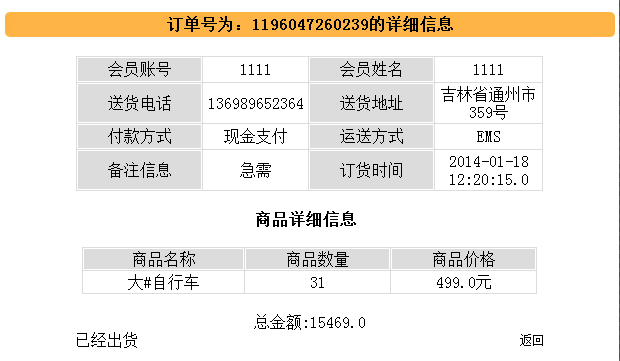 订单号为：1196047260239的详细信息
会员账号 1111 会员姓名 1111
送货电话 136989652364 送货地址 吉林省通州市
359号
付款方式 现金支付 运送方式 EMS
备注信息 急需 订货时间 2014-01-18
12:20:15.0
商品详细信息
商品名称 商品数量 商品价格
大#自行车 31 499.0元
总金额:15469.0
已经出货 返回